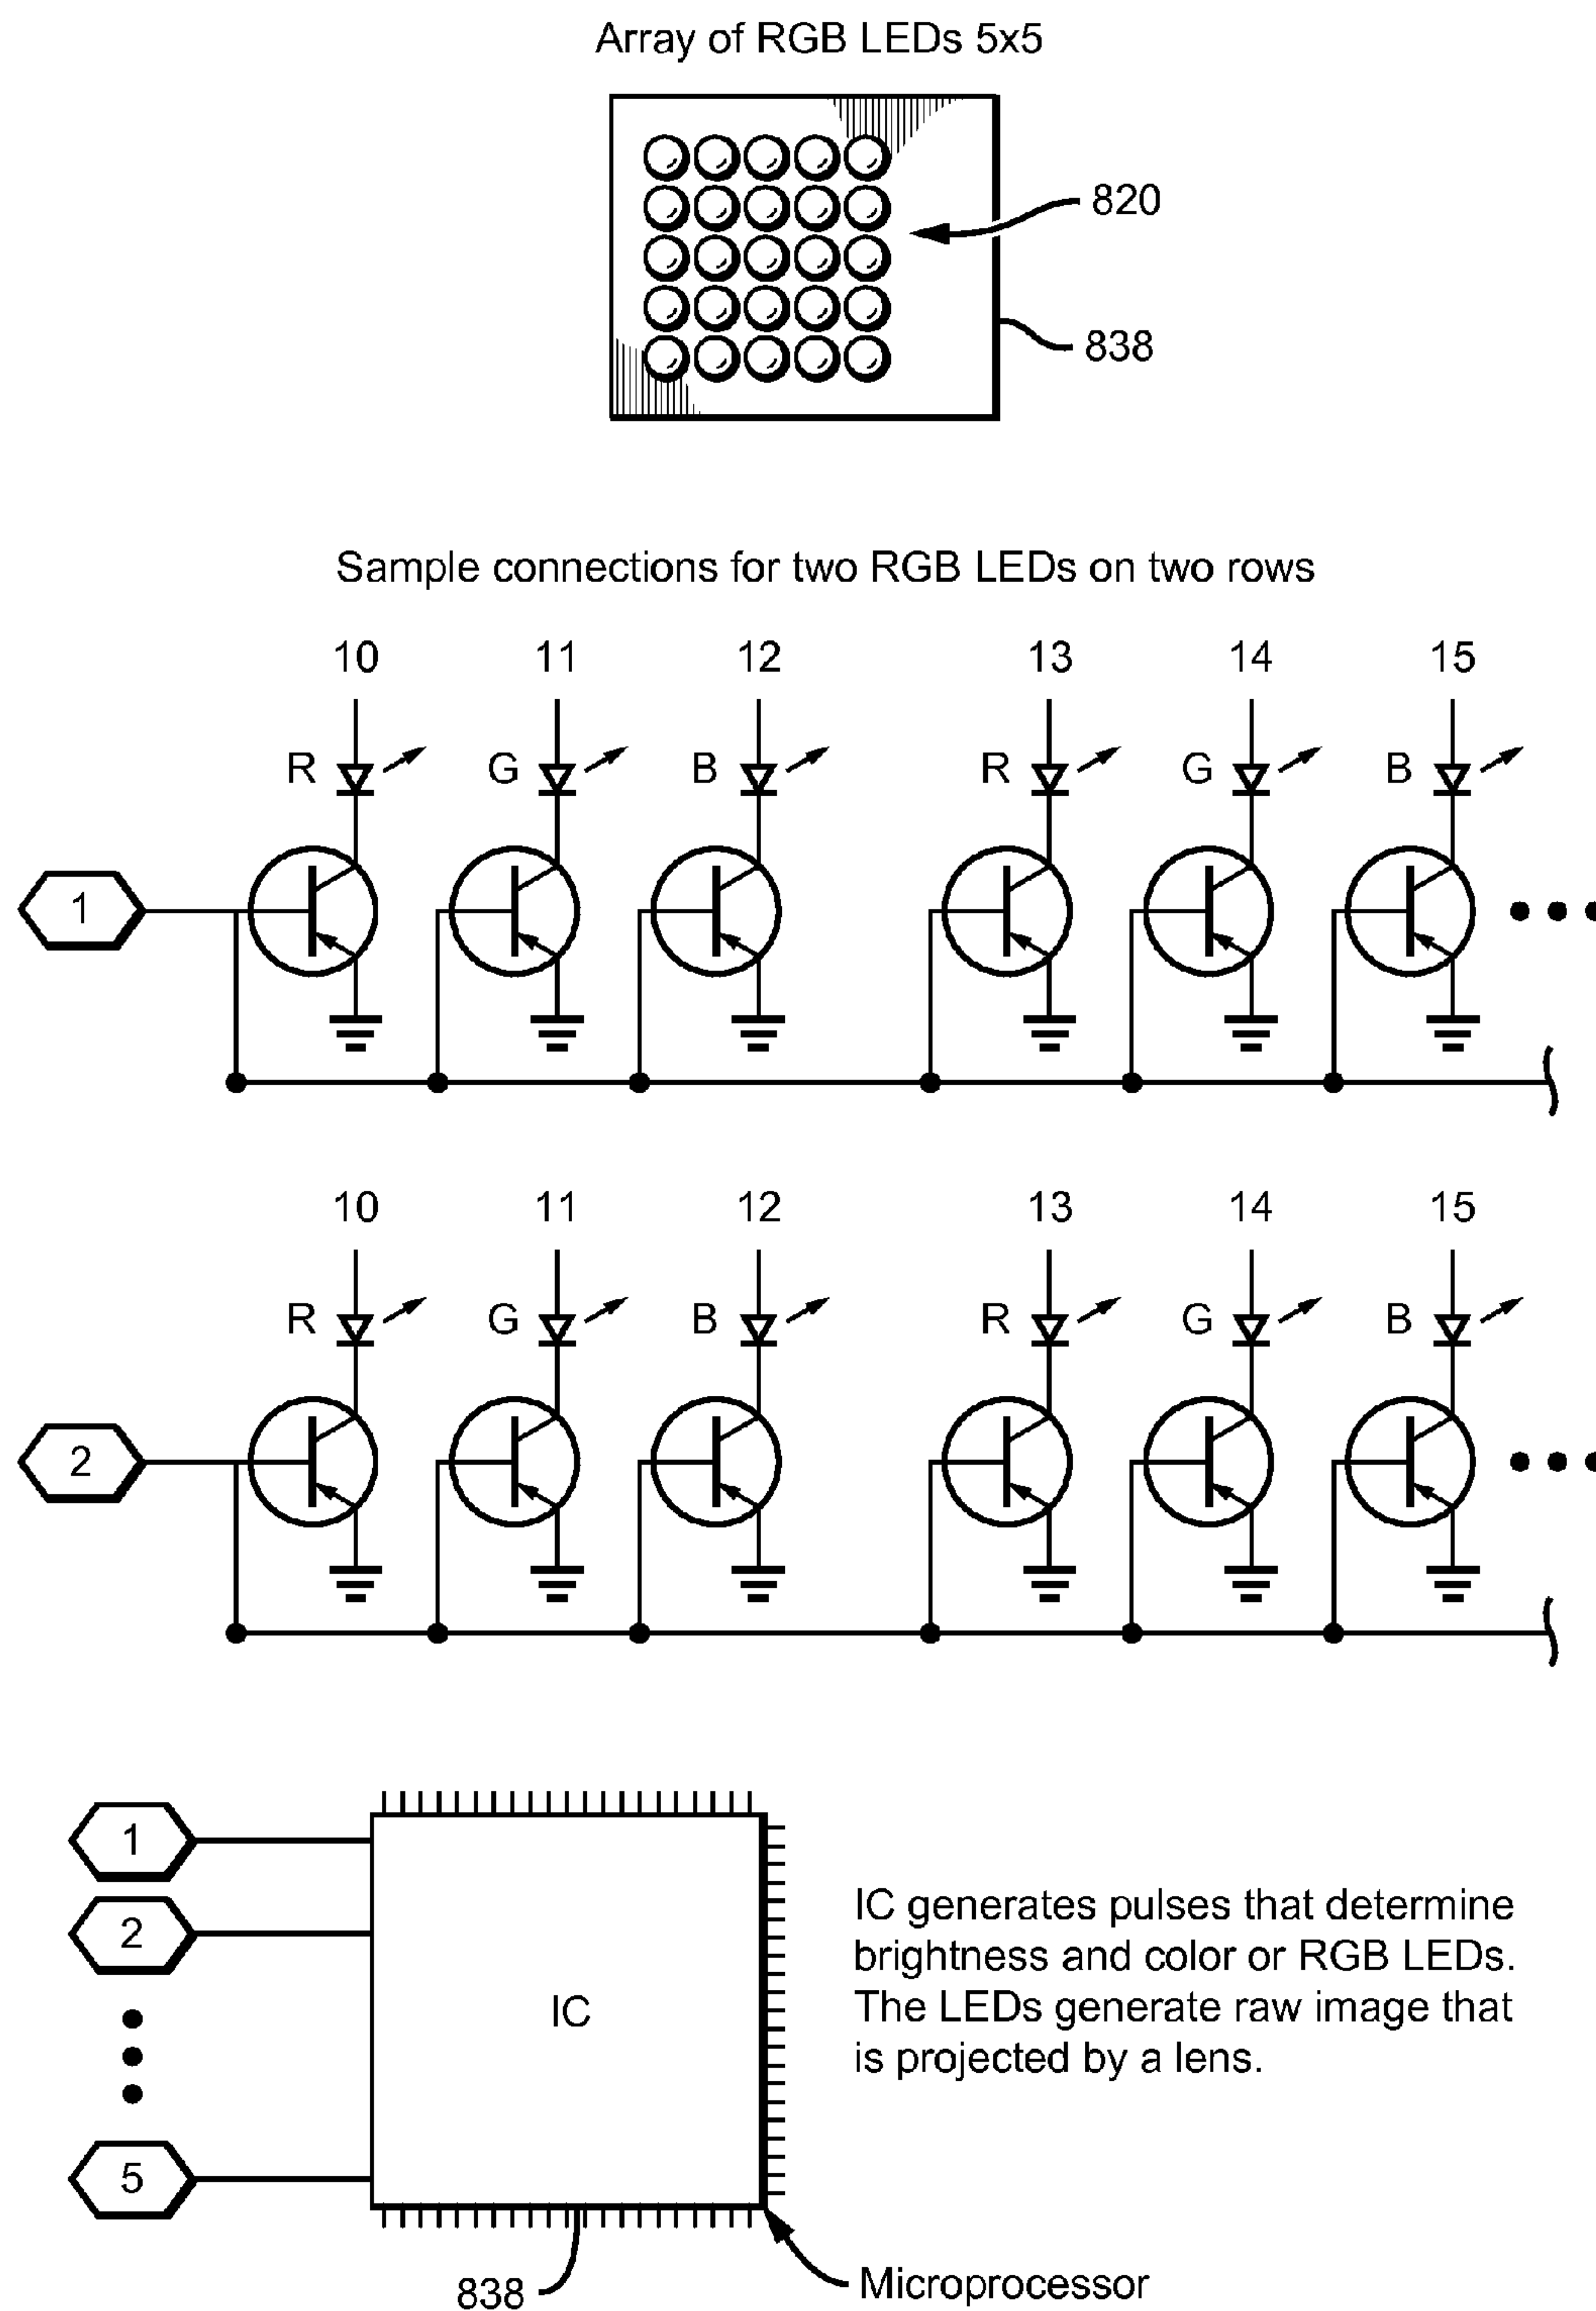 Array of RGB LEDs 5x5
820
838
Sample connections for two RGB LEDs on two rows
10 11 12 13 14 15
R G B R G B
1
10 11 12 13 14 15
R G B R G B
2
1
2
IC
5
IC generates pulses that determine
brightness and color or RGB LEDs.
The LEDs generate raw image that
is projected by a lens.
838
Microprocessor